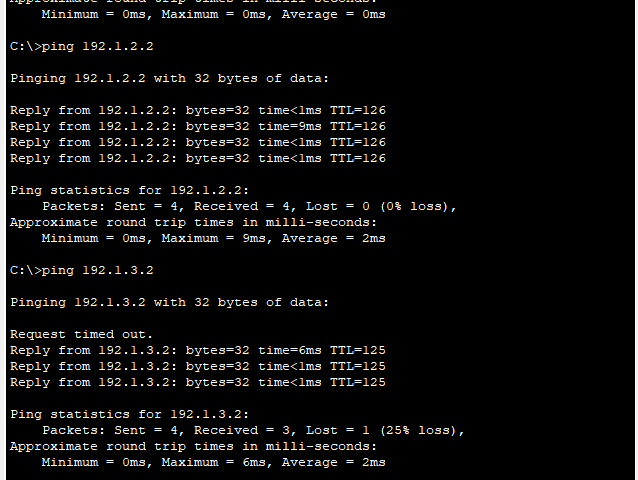 Approximate round trip times in milli-seconds:
Minimum = 0ms, Maximum = 0ms, Average = 0ms
C:\>ping 192.1.2.2
Pinging 192.1.2.2 with 32 bytes of data:
Reply from 192.1.2.2: bytes=32 time<1ms TTL=126
Reply from 192.1.2.2: bytes=32 time=9ms TTL=126
Reply from 192.1.2.2: bytes=32 time<1ms TTL=126
Reply from 192.1.2.2: bytes=32 time<1ms TTL=126
Ping statistics for 192.1.2.2:
Packets: Sent = 4, Received = 4, Lost = 0 (0% loss),
Approximate round trip times in milli-seconds:
Minimum = 0ms, Maximum = 9ms, Average = 2ms
C:\>ping 192.1.3.2
Pinging 192.1.3.2 with 32 bytes of data:
Request timed out.
Reply from 192.1.3.2: bytes=32 time=6ms TTL=125
Reply from 192.1.3.2: bytes=32 time<1ms TTL=125
Reply from 192.1.3.2: bytes=32 time<1ms TTL=125
Ping statistics for 192.1.3.2:
Packets: Sent = 4, Received = 3, Lost = 1 (25% loss),
Approximate round trip times in milli-seconds:
Minimum = 0ms, Maximum = 6ms, Average = 2ms